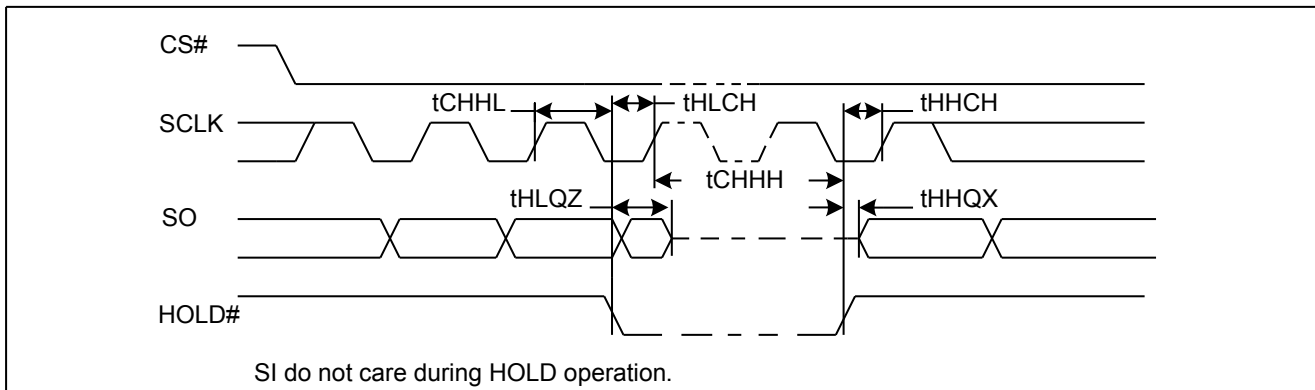 CS#
tCHHL
tHLCH
tHHCH
SCLK
tCHHH
tHLQZ
tHHQX
SO
HOLD#
SI do not care during HOLD operation.